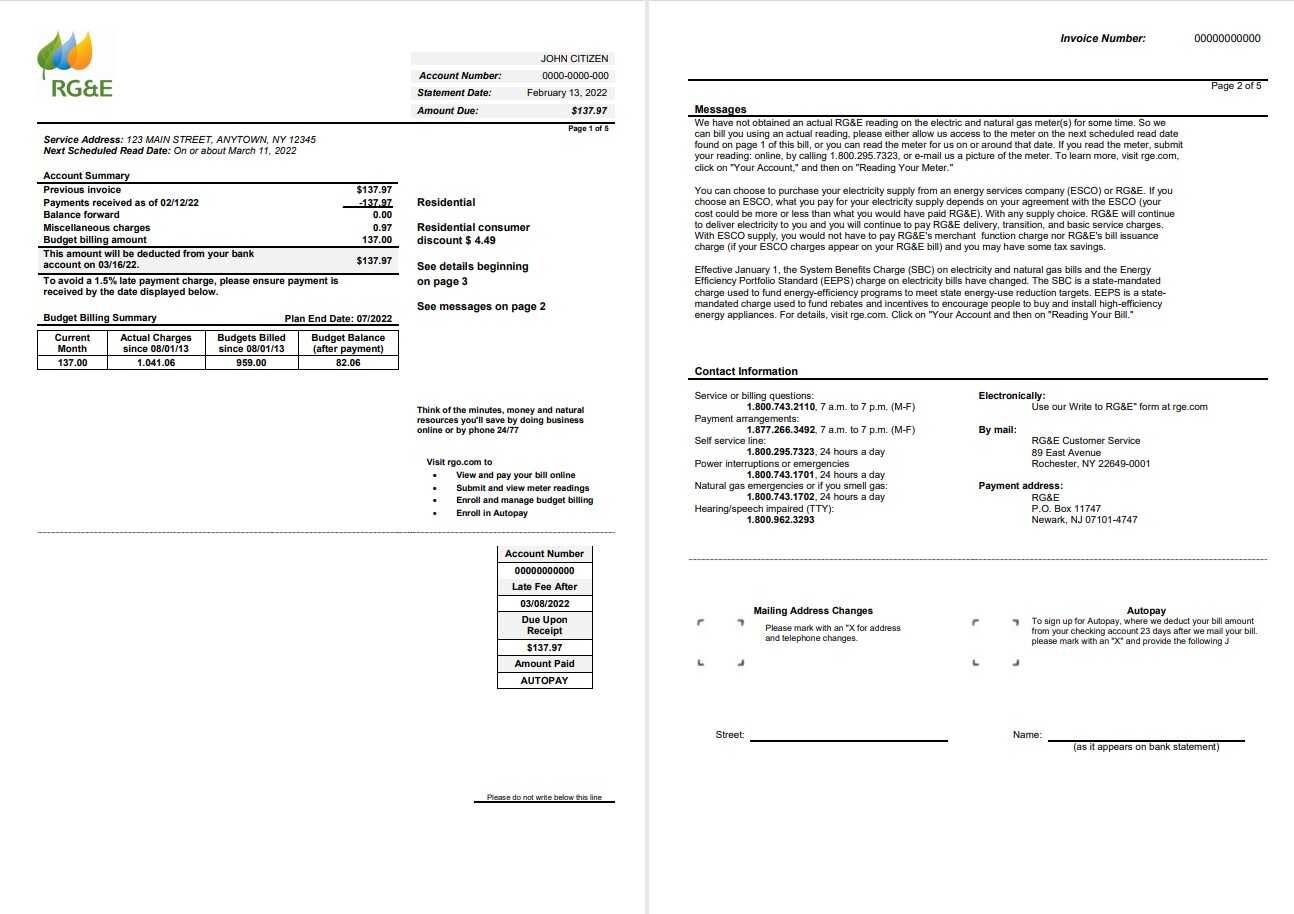 RG&E
JOHN CITIZEN
Account Number: 0000-0000-000
Statement Date: February 13, 2022
Amount Due: $137.97
Page 1 of 5
Service Address: 123 MAIN STREET, ANYTOWN, NY 12345
Next Scheduled Read Date: On or about March 11, 2022
Account Summary
Previous invoice $137.97
Payments received as of 02/12/22 -137.97
Balance forward 0.00
Miscellaneous charges 0.97
Budget billing amount 137.00
This amount will be deducted from your bank
account on 03/16/22. $137.97
To avoid a 1.5% late payment charge, please ensure payment is
received by the date displayed below.
Budget Billing Summary Plan End Date: 07/2022
Current Actual Charges Budgets Billed Budget Balance
Month since 08/01/13 since 08/01/13 (after payment)
137.00 1.041.06 959.00 82.06
Residential
Residential consumer
discount $ 4.49
See details beginning
on page 3
See messages on page 2
Think of the minutes, money and natural
resources you'll save by doing business
online or by phone 24/77
Visit rgo.com to
• View and pay your bill online
• Submit and view meter readings
• Enroll and manage budget billing
• Enroll in Autopay
Account Number
00000000000
Late Fee After
03/08/2022
Due Upon
Receipt
$137.97
Amount Paid
AUTOPAY
Please do not write below this line
Invoice Number: 00000000000
Page 2 of 5
Messages
We have not obtained an actual RG&E reading on the electric and natural gas meter(s) for some time. So we
can bill you using an actual reading, please either allow us access to the meter on the next scheduled read date
found on page 1 of this bill, or you can read the meter for us on or around that date. If you read the meter, submit
your reading: online, by calling 1.800.295.7323, or e-mail us a picture of the meter. To learn more, visit rge.com,
click on "Your Account," and then on "Reading Your Meter."
You can choose to purchase your electricity supply from an energy services company (ESCO) or RG&E. If you
choose an ESCO, what you pay for your electricity supply depends on your agreement with the ESCO (your
cost could be more or less than what you would have paid RG&E). With any supply choice. RG&E will continue
to deliver electricity to you and you will continue to pay RG&E delivery, transition, and basic service charges.
With ESCO supply, you would not have to pay RG&E's merchant function charge nor RG&E's bill issuance
charge (if your ESCO charges appear on your RG&E bill) and you may have some tax savings.
Effective January 1, the System Benefits Charge (SBC) on electricity and natural gas bills and the Energy
Efficiency Portfolio Standard (EEPS) charge on electricity bills have changed. The SBC is a state-mandated
charge used to fund energy-efficiency programs to meet state energy-use reduction targets. EEPS is a state-
mandated charge used to fund rebates and incentives to encourage people to buy and install high-efficiency
energy appliances. For details, visit rge.com. Click on "Your Account and then on "Reading Your Bill."
Contact Information
Service or billing questions:
1.800.743.2110, 7 a.m. to 7 p.m. (M-F)
Payment arrangements:
1.877.266.3492, 7 a.m. to 7 p.m. (M-F)
Self service line:
1.800.295.7323, 24 hours a day
Power interruptions or emergencies
1.800.743.1701, 24 hours a day
Natural gas emergencies or if you smell gas:
1.800.743.1702, 24 hours a day
Hearing/speech impaired (TTY):
1.800.962.3293
Electronically:
Use our Write to RG&E" form at rge.com
By mail:
RG&E Customer Service
89 East Avenue
Rochester, NY 22649-0001
Payment address:
RG&E
P.O. Box 11747
Newark, NJ 07101-4747
Mailing Address Changes
Please mark with an "X for address
and telephone changes.
Autopay
To sign up for Autopay, where we deduct your bill amount
from your checking account 23 days after we mail your bill.
please mark with an "X" and provide the following J
Street:
Name:
(as it appears on bank statement)